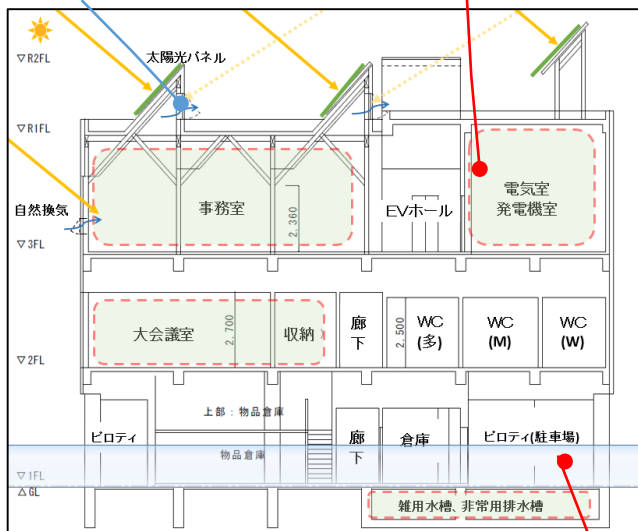 ▽R2FL
太陽光パネル
▽R1FL
事務室
電気室
発電機室
自然換気
2,360
EVホール
▽3FL
大会議室
2,700
収納
廊
下
2,500
WC
(多)
WC
(M)
WC
(W)
▽2FL
上部：物品倉庫
ピロティ
物品倉庫
廊
下
倉庫
ピロティ(駐車場)
▽1FL
△GL
雑用水槽、非常用排水槽